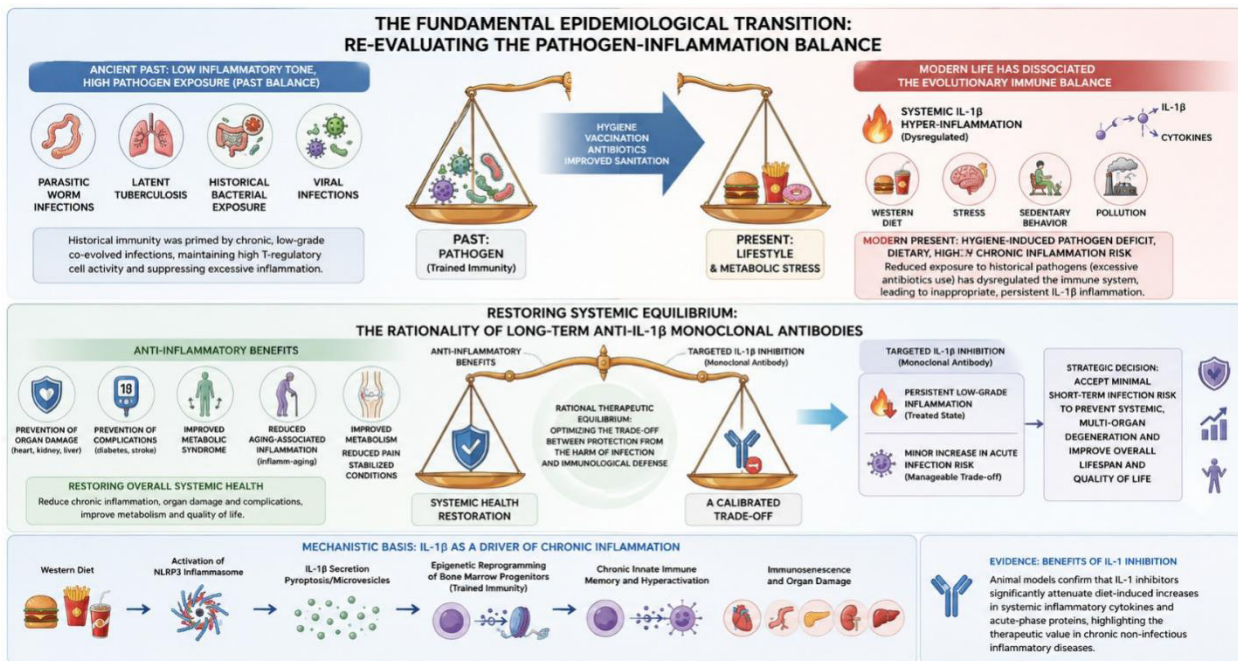 THE FUNDAMENTAL EPIDEMIOLOGICAL TRANSITION:
RE-EVALUATING THE PATHOGEN-INFLAMMATION BALANCE
ANCIENT PAST: LOW INFLAMMATORY TONE,
HIGH PATHOGEN EXPOSURE (PAST BALANCE)
PARASITIC
WORM
INFECTIONS
LATENT
TUBERCULOSIS
HISTORICAL
BACTERIAL
EXPOSURE
VIRAL
INFECTIONS
Historical immunity was primed by chronic, low-grade
co-evolved infections, maintaining high T-regulatory
cell activity and suppressing excessive inflammation.
PAST:
PATHOGEN
(Trained Immunity)
HYGIENE
VACCINATION
ANTIBIOTICS
IMPROVED SANITATION
PRESENT:
LIFESTYLE
& METABOLIC STRESS
MODERN LIFE HAS DISSOCIATED
THE EVOLUTIONARY IMMUNE BALANCE
SYSTEMIC IL-1β
HYPER-INFLAMMATION
(Dysregulated)
IL-1β
CYTOKINES
WESTERN
DIET
STRESS
SEDENTARY
BEHAVIOR
POLLUTION
MODERN PRESENT: HYGIENE-INDUCED PATHOGEN DEFICIT,
DIETARY, CHRONIC INFLAMMATION RISK
Reduced exposure to historical pathogens (excessive
antibiotics use) has dysregulated the immune system,
leading to inappropriate, persistent IL-1β inflammation.
RESTORING SYSTEMIC EQUILIBRIUM:
THE RATIONALITY OF LONG-TERM ANTI-IL-1β MONOCLONAL ANTIBODIES
ANTI-INFLAMMATORY BENEFITS
18
PREVENTION OF
ORGAN DAMAGE
(heart, kidney, liver)
PREVENTION OF
COMPLICATIONS
(diabetes, stroke)
IMPROVED
METABOLIC
SYNDROME
REDUCED
AGING-ASSOCIATED
INFLAMMATION
(inflamm-aging)
IMPROVED
METABOLISM
REDUCED PAIN
STABILIZED
CONDITIONS
RESTORING OVERALL SYSTEMIC HEALTH
Reduce chronic inflammation, organ damage and complications,
improve metabolism and quality of life.
ANTI-INFLAMMATORY
BENEFITS
TARGETED IL-1β INHIBITION
(Monoclonal Antibody)
RATIONAL THERAPEUTIC
EQUILIBRIUM:
OPTIMIZING THE TRADE-OFF
BETWEEN PROTECTION FROM
THE HARM OF INFECTION
AND IMMUNOLOGICAL DEFENSE
SYSTEMIC HEALTH
RESTORATION
A CALIBRATED
TRADE-OFF
TARGETED IL-1β INHIBITION
(Monoclonal Antibody)
PERSISTENT LOW-GRADE
INFLAMMATION
(Treated State)
MINOR INCREASE IN ACUTE
INFECTION RISK
(Manageable Trade-off)
STRATEGIC DECISION:
ACCEPT MINIMAL
SHORT-TERM INFECTION RISK
TO PREVENT SYSTEMIC,
MULTI-ORGAN
DEGENERATION AND
IMPROVE OVERALL
LIFESPAN AND
QUALITY OF LIFE
MECHANISTIC BASIS: IL-1β AS A DRIVER OF CHRONIC INFLAMMATION
Western Diet
Activation of
NLRP3 Inflammasome
IL-1β Secretion
Pyroptosis/Microvesicles
Epigenetic Reprogramming
of Bone Marrow Progenitors
(Trained Immunity)
Chronic Innate Immune
Memory and Hyperactivation
Immunosenescence
and Organ Damage
EVIDENCE: BENEFITS OF IL-1 INHIBITION
Animal models confirm that IL-1 inhibitors
significantly attenuate diet-induced increases
in systemic inflammatory cytokines and
acute-phase proteins, highlighting the
therapeutic value in chronic non-infectious
inflammatory diseases.